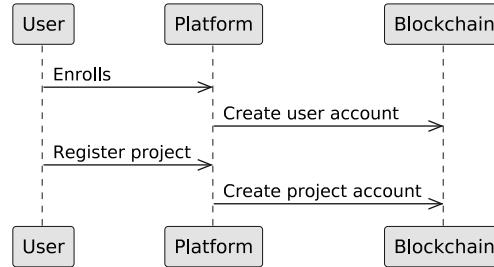 User Platform Blockchain
Enrolls
Create user account
Register project
Create project account
User Platform Blockchain